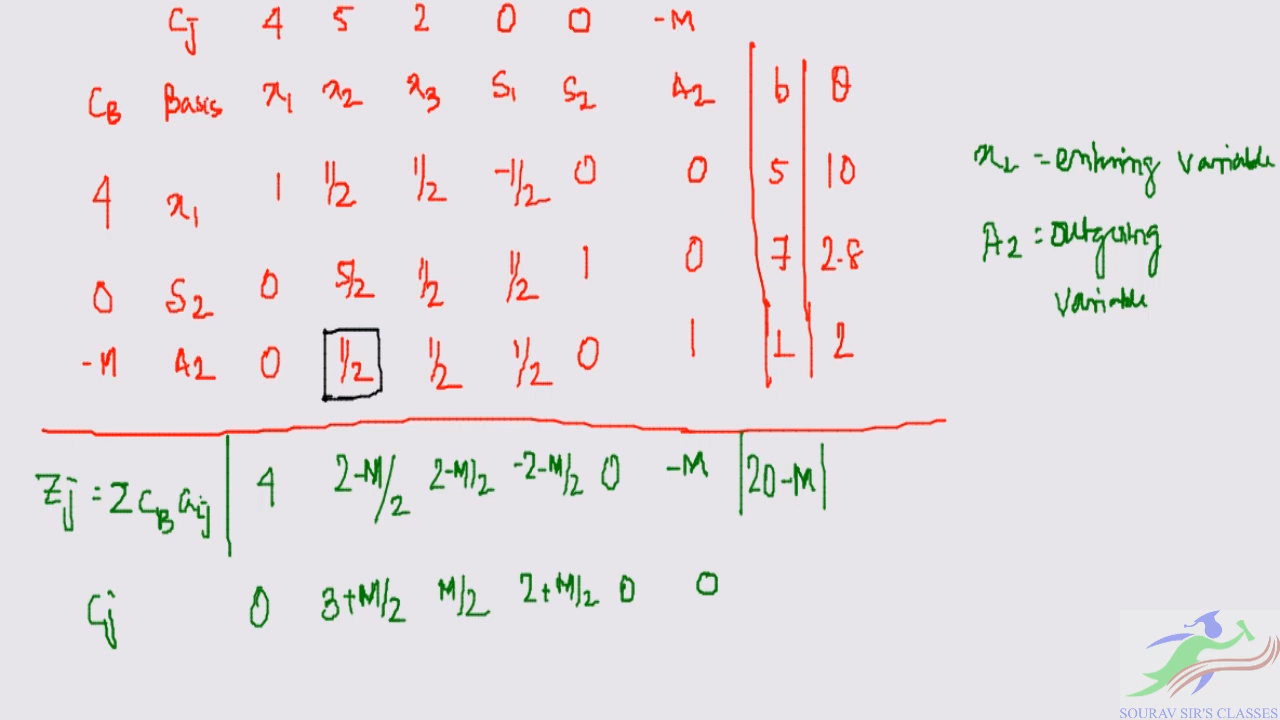 Cj 4 5 2 0 0 -M
CB Basis x1 x2 x3 S1 S2 A2 b θ
4 x1 1 1/2 1/2 -1/2 0 0 5 10
0 S2 0 5/2 1/2 1/2 1 0 7 2.8
-M A2 0 1/2 1/2 1/2 0 1 1 2
Zj = Σ CB aij 4 2-M/2 2-M/2 -2-M/2 0 -M 20-M
Cj 0 3+M/2 M/2 2+M/2 0 0
x2 = entering variable
A2 = outgoing
variable
SOURAV SIR'S CLASSES